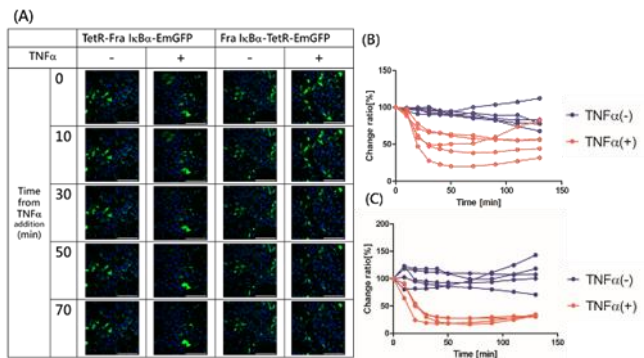 (A)
TetR-Fra IκBα-EmGFP Fra IκBα-TetR-EmGFP
TNFα - + - +
0
10
Time from TNFα addition (min) 30
50
70
(B)
Change ratio[%]
150
100
50
0
0 50 100 150
Time [min]
TNFα(-)
TNFα(+)
(C)
Change ratio[%]
200
150
100
50
0
0 50 100 150
Time [min]
TNFα(-)
TNFα(+)